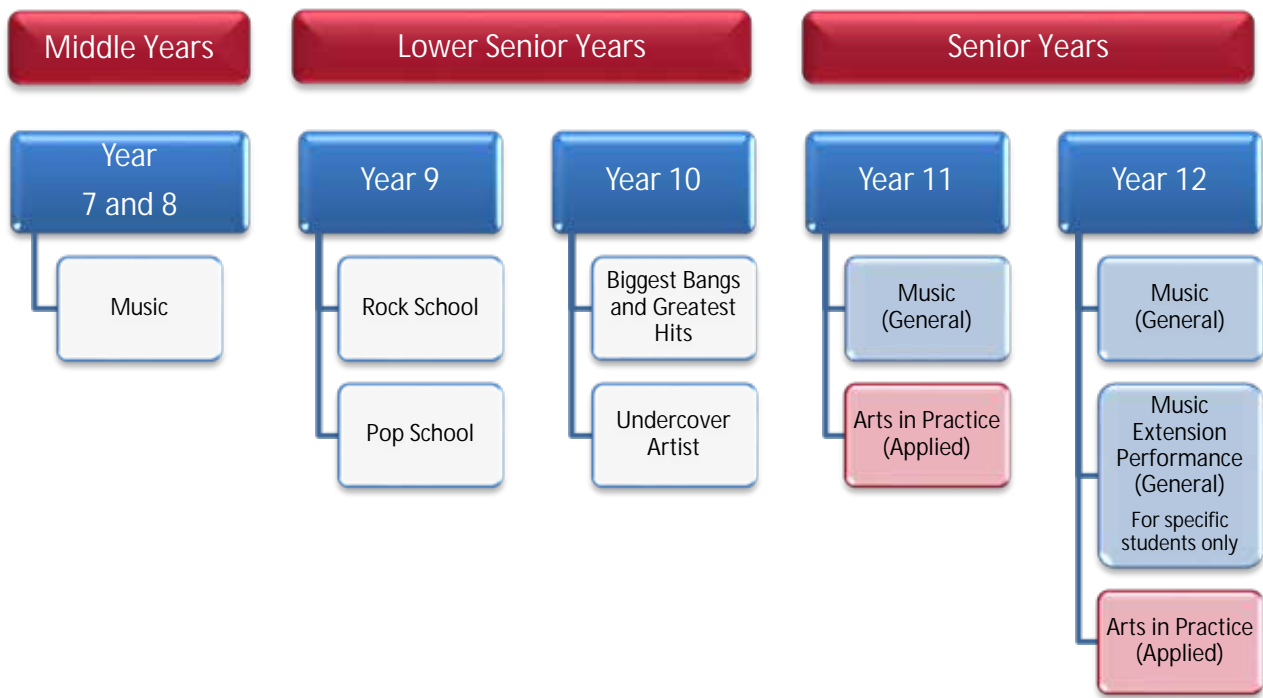 Middle Years
Lower Senior Years
Senior Years
Year
7 and 8
Music
Year 9
Rock School
Pop School
Year 10
Biggest Bangs
and Greatest
Hits
Undercover
Artist
Year 11
Music
(General)
Arts in Practice
(Applied)
Year 12
Music
(General)
Music
Extension
Performance
(General)
For specific
students only
Arts in Practice
(Applied)